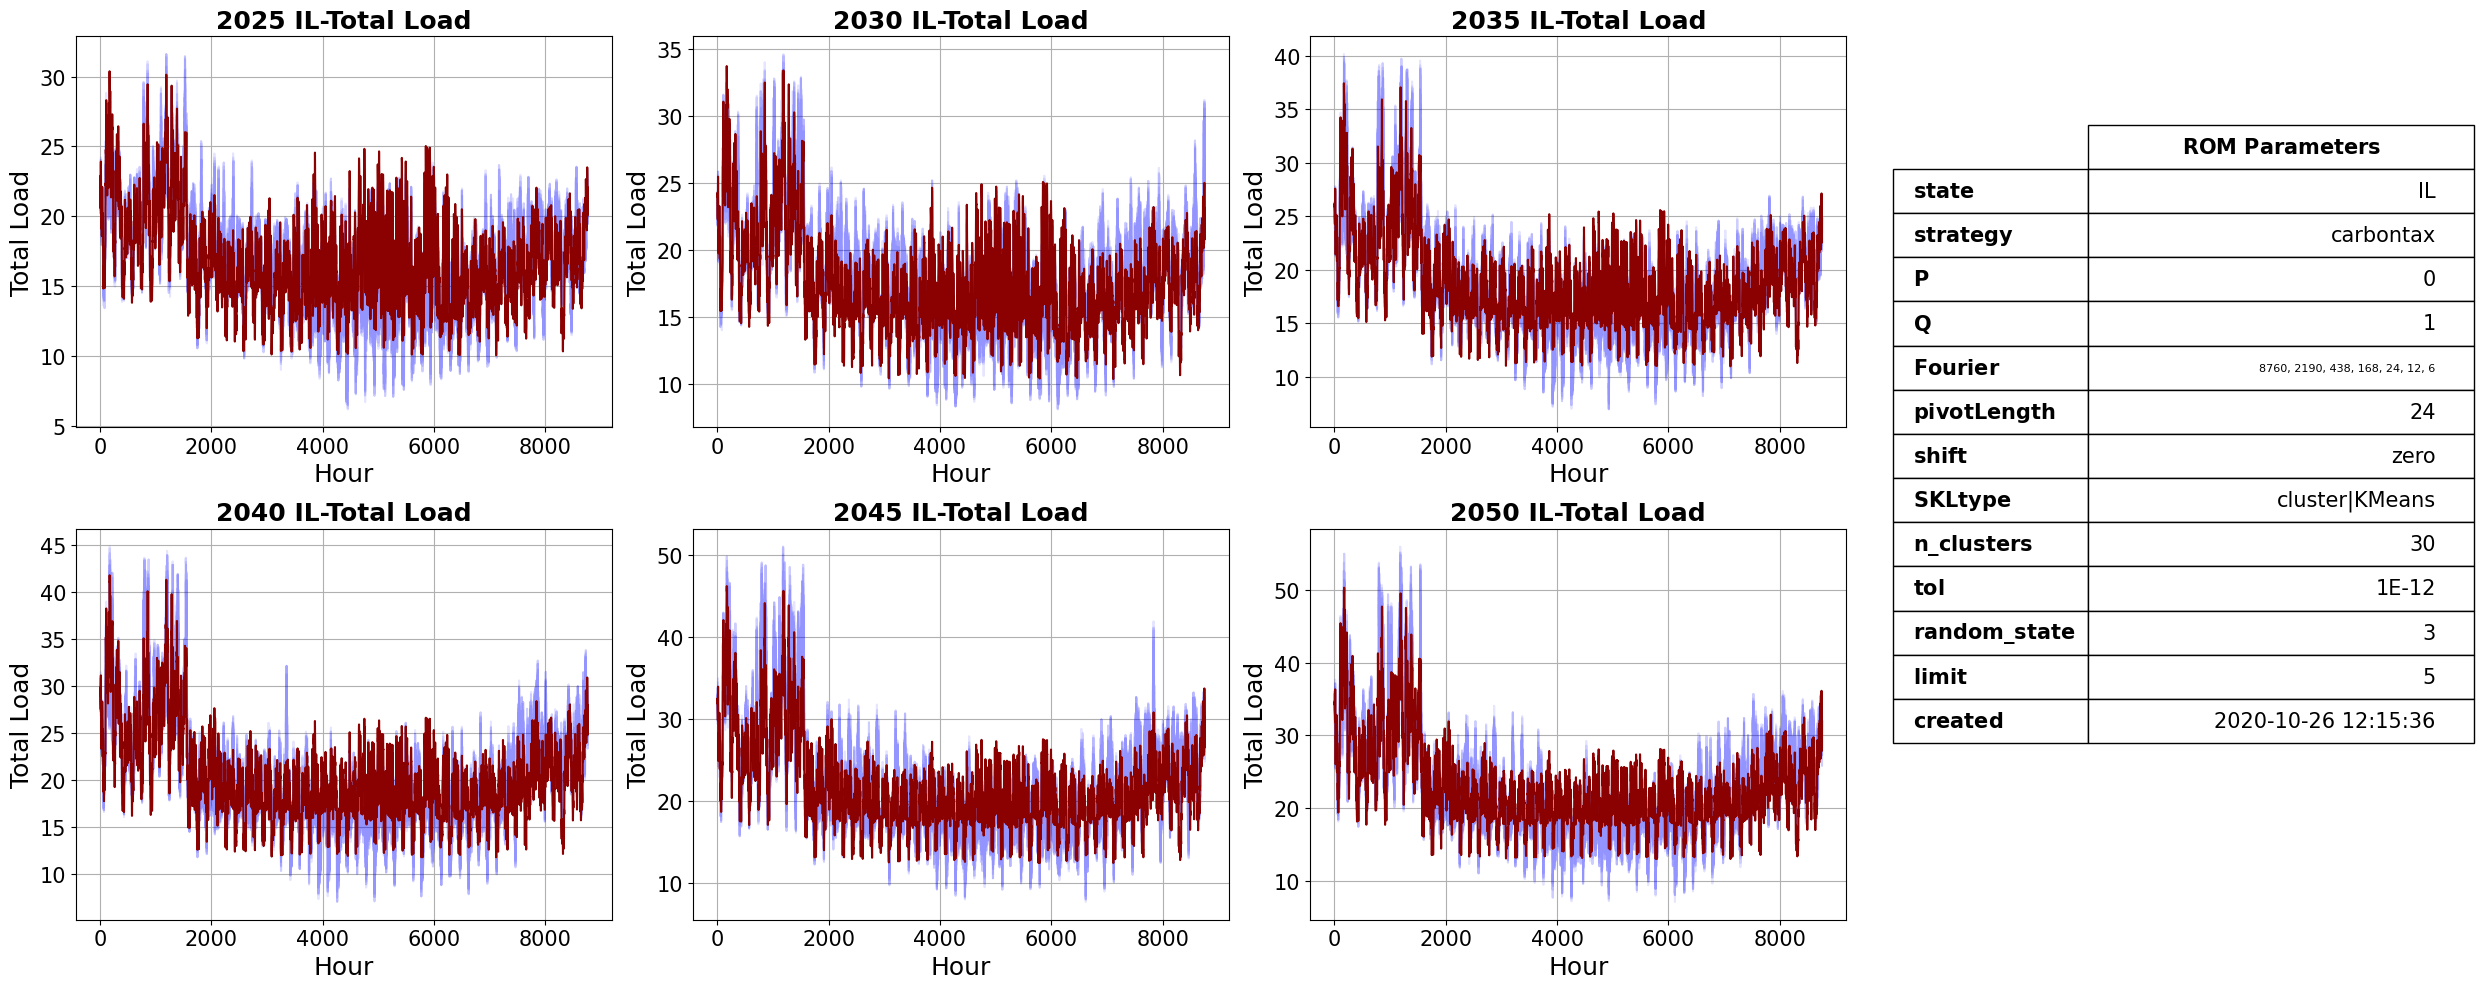 2025 IL-Total Load
30
25
20
15
10
5
Total Load
0 2000 4000 6000 8000
Hour
2030 IL-Total Load
35
30
25
20
15
10
Total Load
0 2000 4000 6000 8000
Hour
2035 IL-Total Load
40
35
30
25
20
15
10
Total Load
0 2000 4000 6000 8000
Hour
2040 IL-Total Load
45
40
35
30
25
20
15
10
Total Load
0 2000 4000 6000 8000
Hour
2045 IL-Total Load
50
40
30
20
10
Total Load
0 2000 4000 6000 8000
Hour
2050 IL-Total Load
50
40
30
20
10
Total Load
0 2000 4000 6000 8000
Hour
ROM Parameters
state IL
strategy carbontax
P 0
Q 1
Fourier 8760, 2190, 438, 168, 24, 12, 6
pivotLength 24
shift zero
SKLtype cluster|KMeans
n_clusters 30
tol 1E-12
random_state 3
limit 5
created 2020-10-26 12:15:36